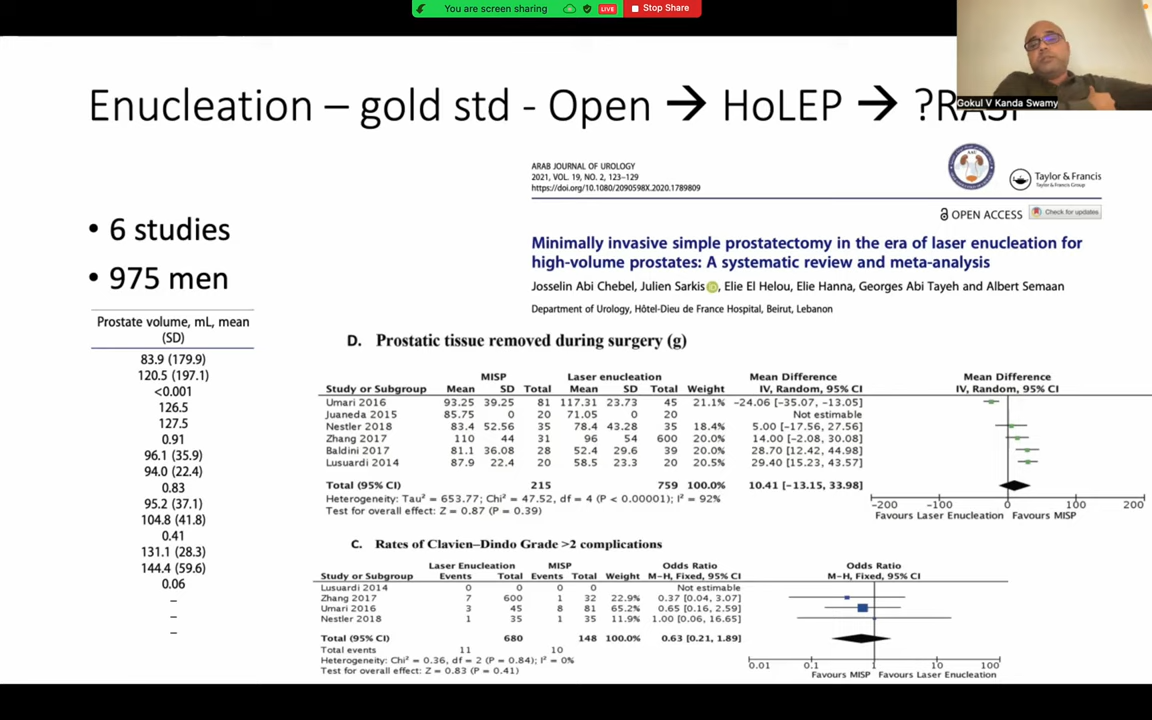 You are screen sharing LIVE Stop Share
Gokul V Kanda Swamy
Enucleation – gold std - Open → HoLEP → ?RASP
• 6 studies
• 975 men
Prostate volume, mL, mean
(SD)
83.9 (179.9)
120.5 (197.1)
<0.001
126.5
127.5
0.91
96.1 (35.9)
94.0 (22.4)
0.83
95.2 (37.1)
104.8 (41.8)
0.41
131.1 (28.3)
144.4 (59.6)
0.06
–
–
–
ARAB JOURNAL OF UROLOGY
2021, VOL. 19, NO. 2, 123–129
https://doi.org/10.1080/2090598X.2020.1789809
Taylor & Francis
Taylor & Francis Group
OPEN ACCESS Check for updates
Minimally invasive simple prostatectomy in the era of laser enucleation for
high-volume prostates: A systematic review and meta-analysis
Josselin Abi Chebel, Julien Sarkis, Elie El Helou, Elie Hanna, Georges Abi Tayeh and Albert Semaan
Department of Urology, Hôtel-Dieu de France Hospital, Beirut, Lebanon
D. Prostatic tissue removed during surgery (g)
MISP Laser enucleation Mean Difference Mean Difference
Study or Subgroup Mean SD Total Mean SD Total Weight IV, Random, 95% CI IV, Random, 95% CI
Umari 2016 93.25 39.25 81 117.31 23.73 45 21.1% -24.06 [-35.07, -13.05]
Juaneda 2015 85.75 0 20 71.05 0 20 Not estimable
Nestler 2018 83.4 52.56 35 78.4 43.28 35 18.4% 5.00 [-17.56, 27.56]
Zhang 2017 110 44 31 96 54 600 20.0% 14.00 [-2.08, 30.08]
Baldini 2017 81.1 36.08 28 52.4 29.6 39 20.0% 28.70 [12.42, 44.98]
Lusuardi 2014 87.9 22.4 20 58.5 23.3 20 20.5% 29.40 [15.23, 43.57]
Total (95% CI) 215 759 100.0% 10.41 [-13.15, 33.98]
Heterogeneity: Tau² = 653.77; Chi² = 47.52, df = 4 (P < 0.00001); I² = 92%
Test for overall effect: Z = 0.87 (P = 0.39)
-200 -100 0 100 200
Favours Laser Enucleation Favours MISP
C. Rates of Clavien–Dindo Grade >2 complications
Laser Enucleation MISP Odds Ratio Odds Ratio
Study or Subgroup Events Total Events Total Weight M-H, Fixed, 95% CI M-H, Fixed, 95% CI
Lusuardi 2014 0 0 0 0 Not estimable
Zhang 2017 7 600 1 32 22.9% 0.37 [0.04, 3.07]
Umari 2016 3 45 8 81 65.2% 0.65 [0.16, 2.59]
Nestler 2018 1 35 1 35 11.9% 1.00 [0.06, 16.65]
Total (95% CI) 680 148 100.0% 0.63 [0.21, 1.89]
Total events 11 10
Heterogeneity: Chi² = 0.36, df = 2 (P = 0.84); I² = 0%
Test for overall effect: Z = 0.83 (P = 0.41)
0.01 0.1 1 10 100
Favours MISP Favours Laser Enucleation